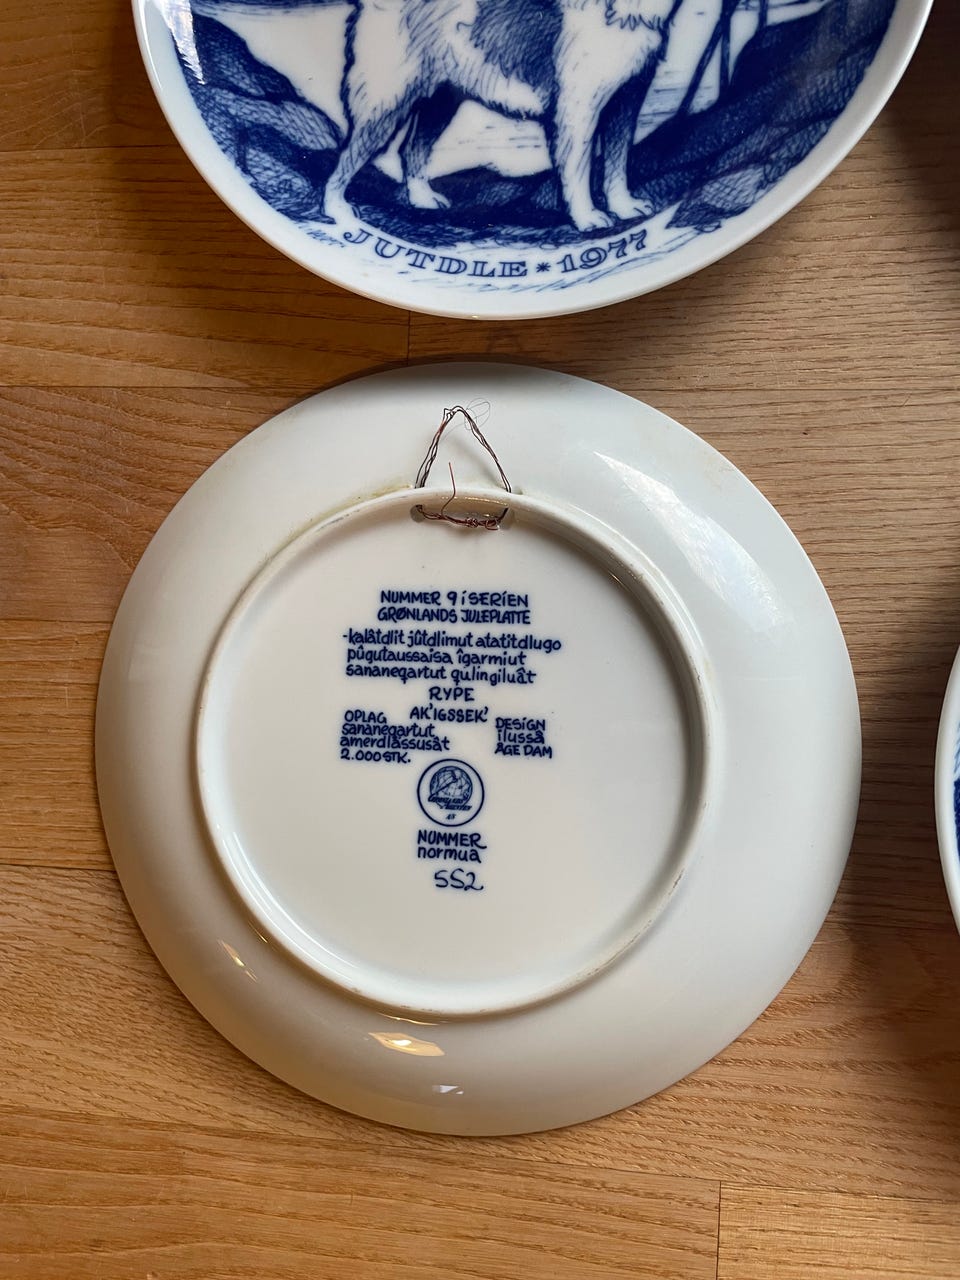 JUTDLE * 1977
NUMMER 9 i SERiEN
GRØNLANDS JULEPLATTE
-kalâtdlit jûtdlimut atatitdlugo
pûgutaussaisa îgarmiut
sananeqartut qulingiluât
RYPE
AK'IGSSEK'
OPLAG
sananeqartut
amerdlâssusât
2.000 STK.
DESiGN
ilussâ
ÅGE DAM
NUMMER
normua
552